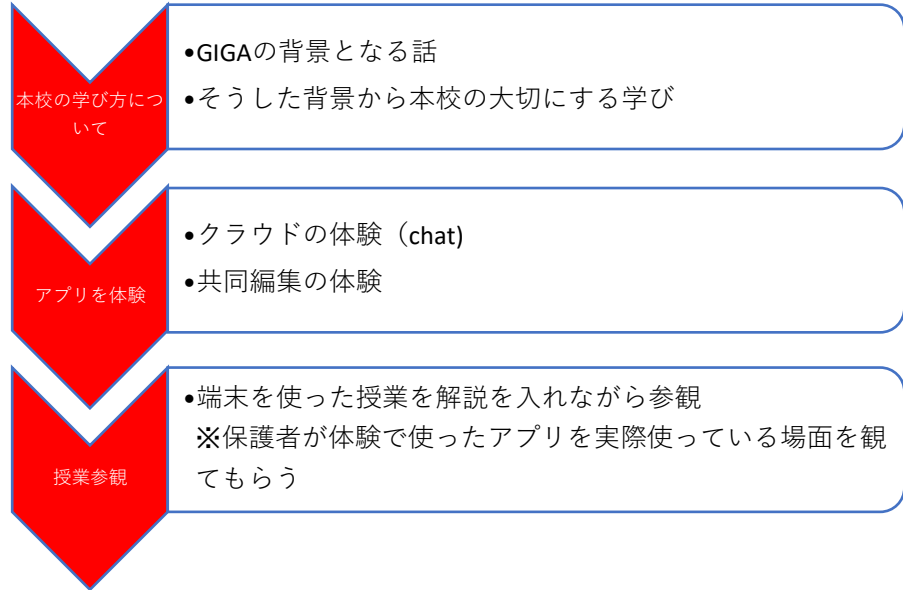 本校の学び方につ
いて
•GIGAの背景となる話
•そうした背景から本校の大切にする学び
アプリを体験
•クラウドの体験（chat)
•共同編集の体験
授業参観
•端末を使った授業を解説を入れながら参観
※保護者が体験で使ったアプリを実際使っている場面を観
てもらう